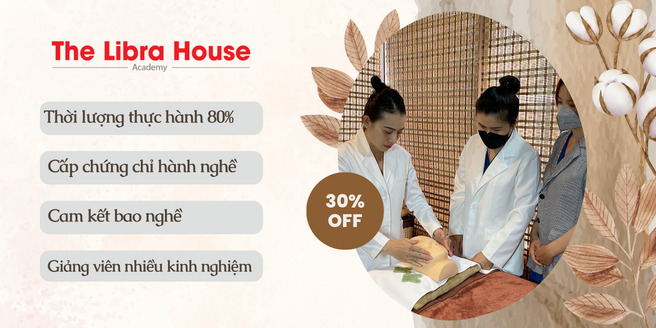 The Libra House
Academy
Thời lượng thực hành 80%
Cấp chứng chỉ hành nghề
Cam kết bao nghề
Giảng viên nhiều kinh nghiệm
30%
OFF